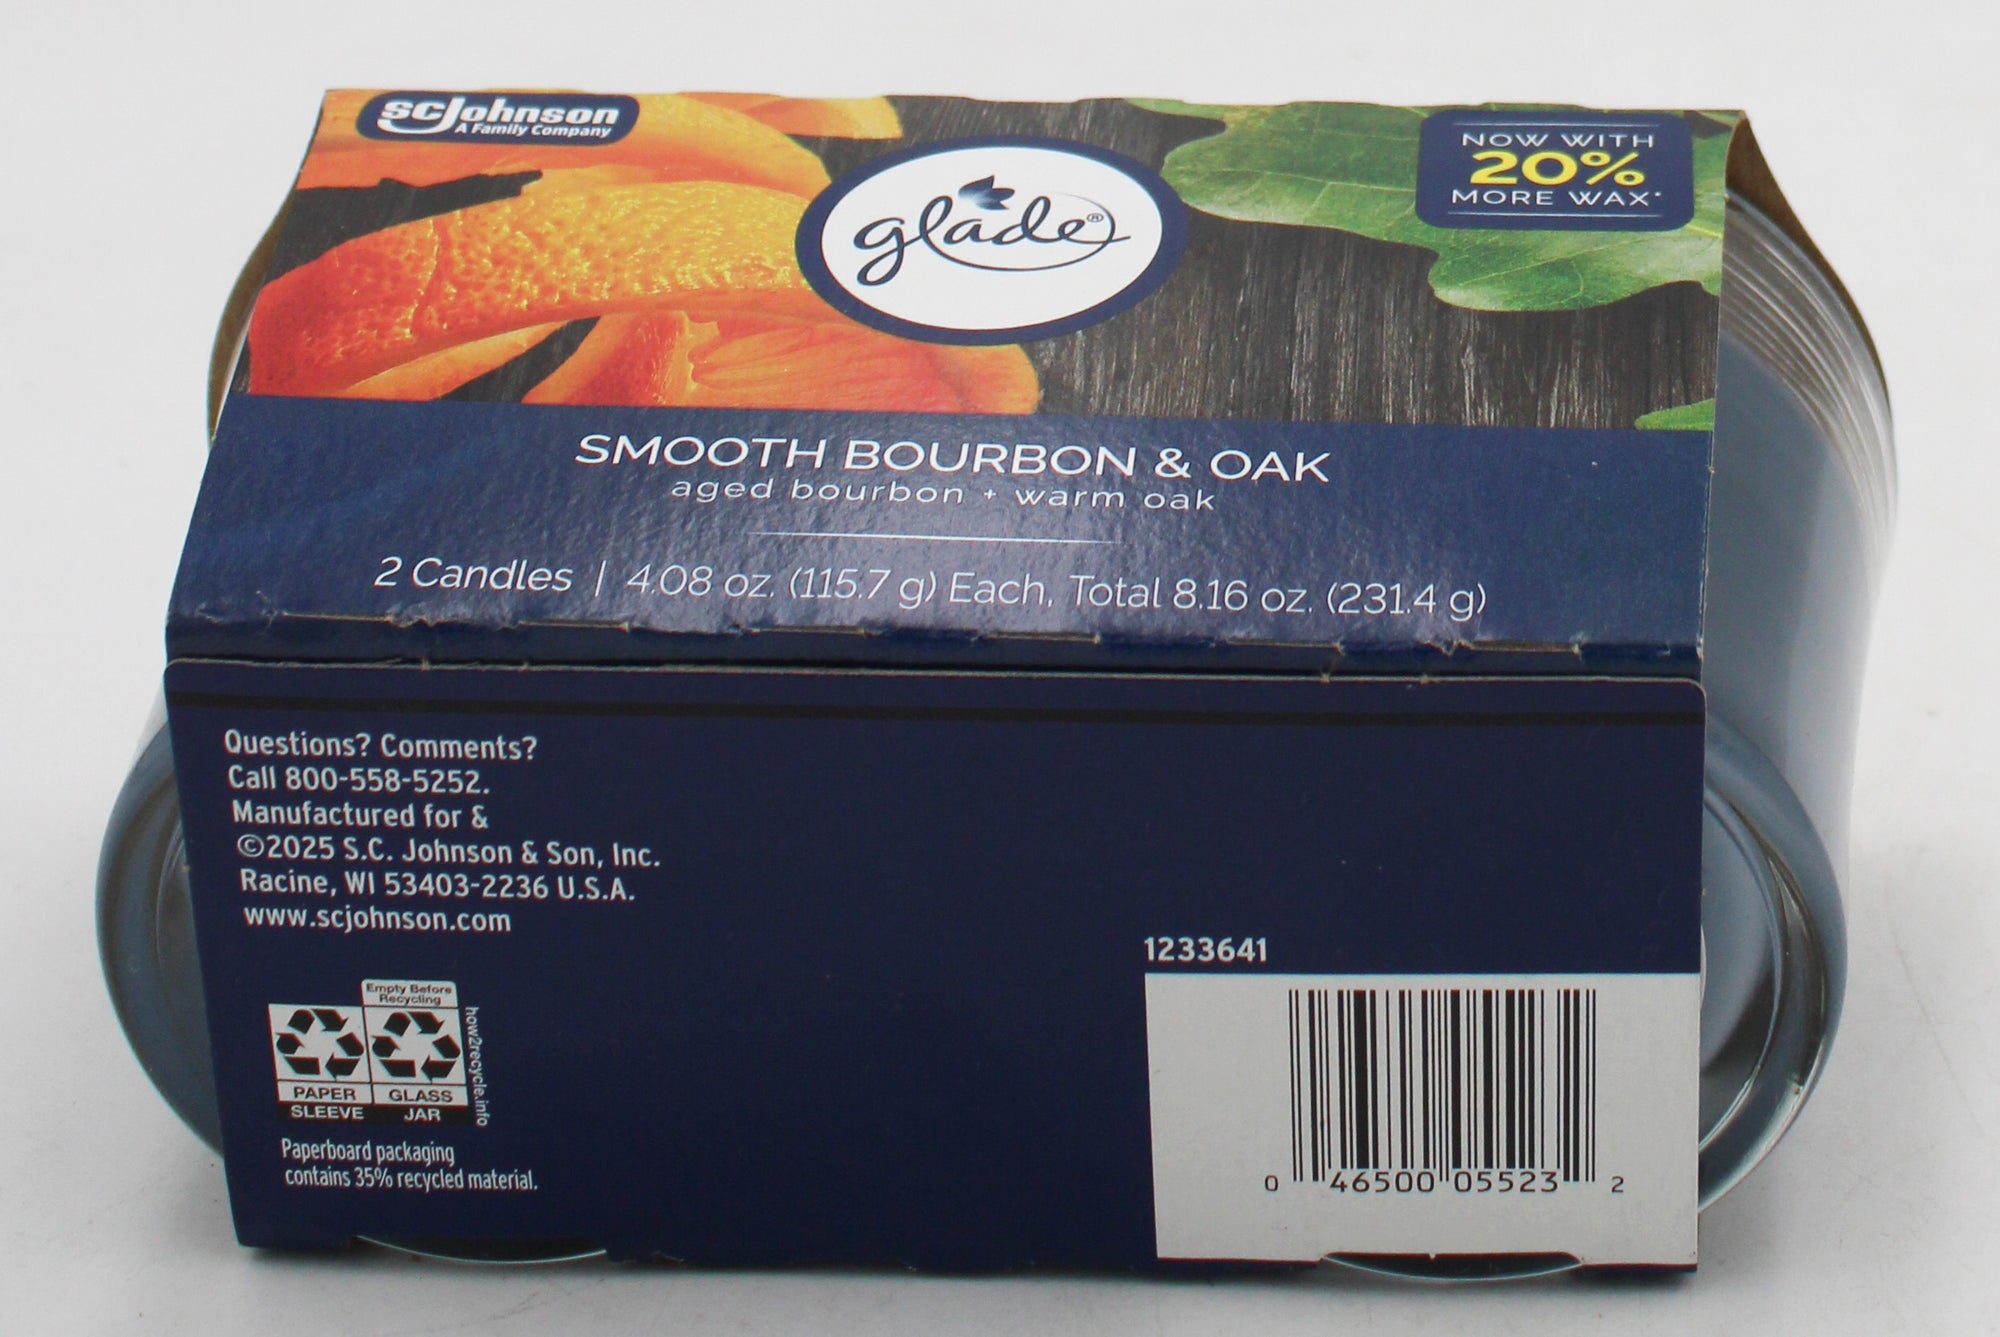 scJohnson
A Family Company
glade®
NOW WITH
20%
MORE WAX*
SMOOTH BOURBON & OAK
aged bourbon + warm oak
2 Candles | 4.08 oz. (115.7 g) Each, Total 8.16 oz. (231.4 g)
Questions? Comments?
Call 800-558-5252.
Manufactured for &
©2025 S.C. Johnson & Son, Inc.
Racine, WI 53403-2236 U.S.A.
www.scjohnson.com
Empty Before
Recycling
PAPER GLASS
SLEEVE JAR
how2recycle.info
Paperboard packaging
contains 35% recycled material.
1233641
0 46500 05523 2